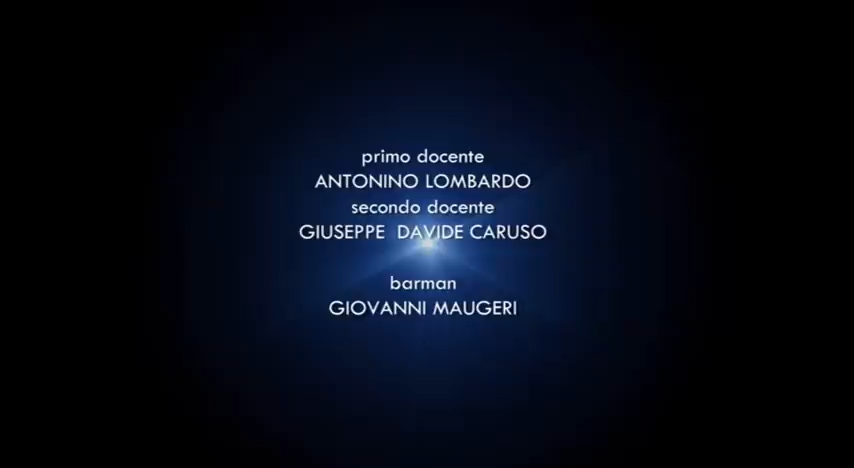 primo docente
ANTONINO LOMBARDO
secondo docente
GIUSEPPE DAVIDE CARUSO
barman
GIOVANNI MAUGERI